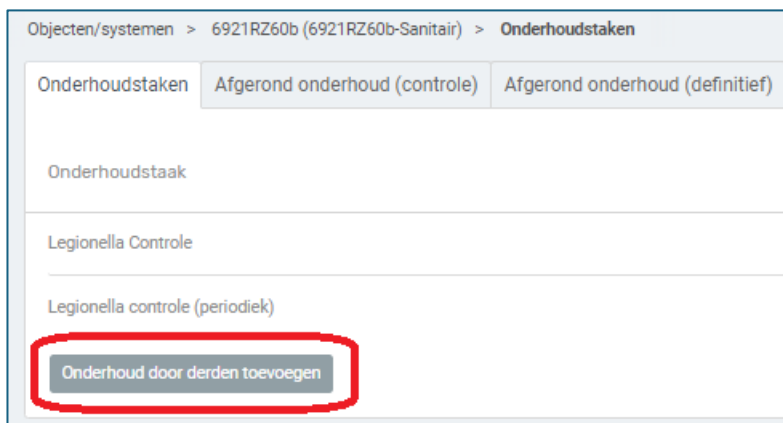 Objecten/systemen > 6921RZ60b (6921RZ60b-Sanitair) > Onderhoudstaken
Onderhoudstaken Afgerond onderhoud (controle) Afgerond onderhoud (definitief)
Onderhoudstaak
Legionella Controle
Legionella controle (periodiek)
Onderhoud door derden toevoegen